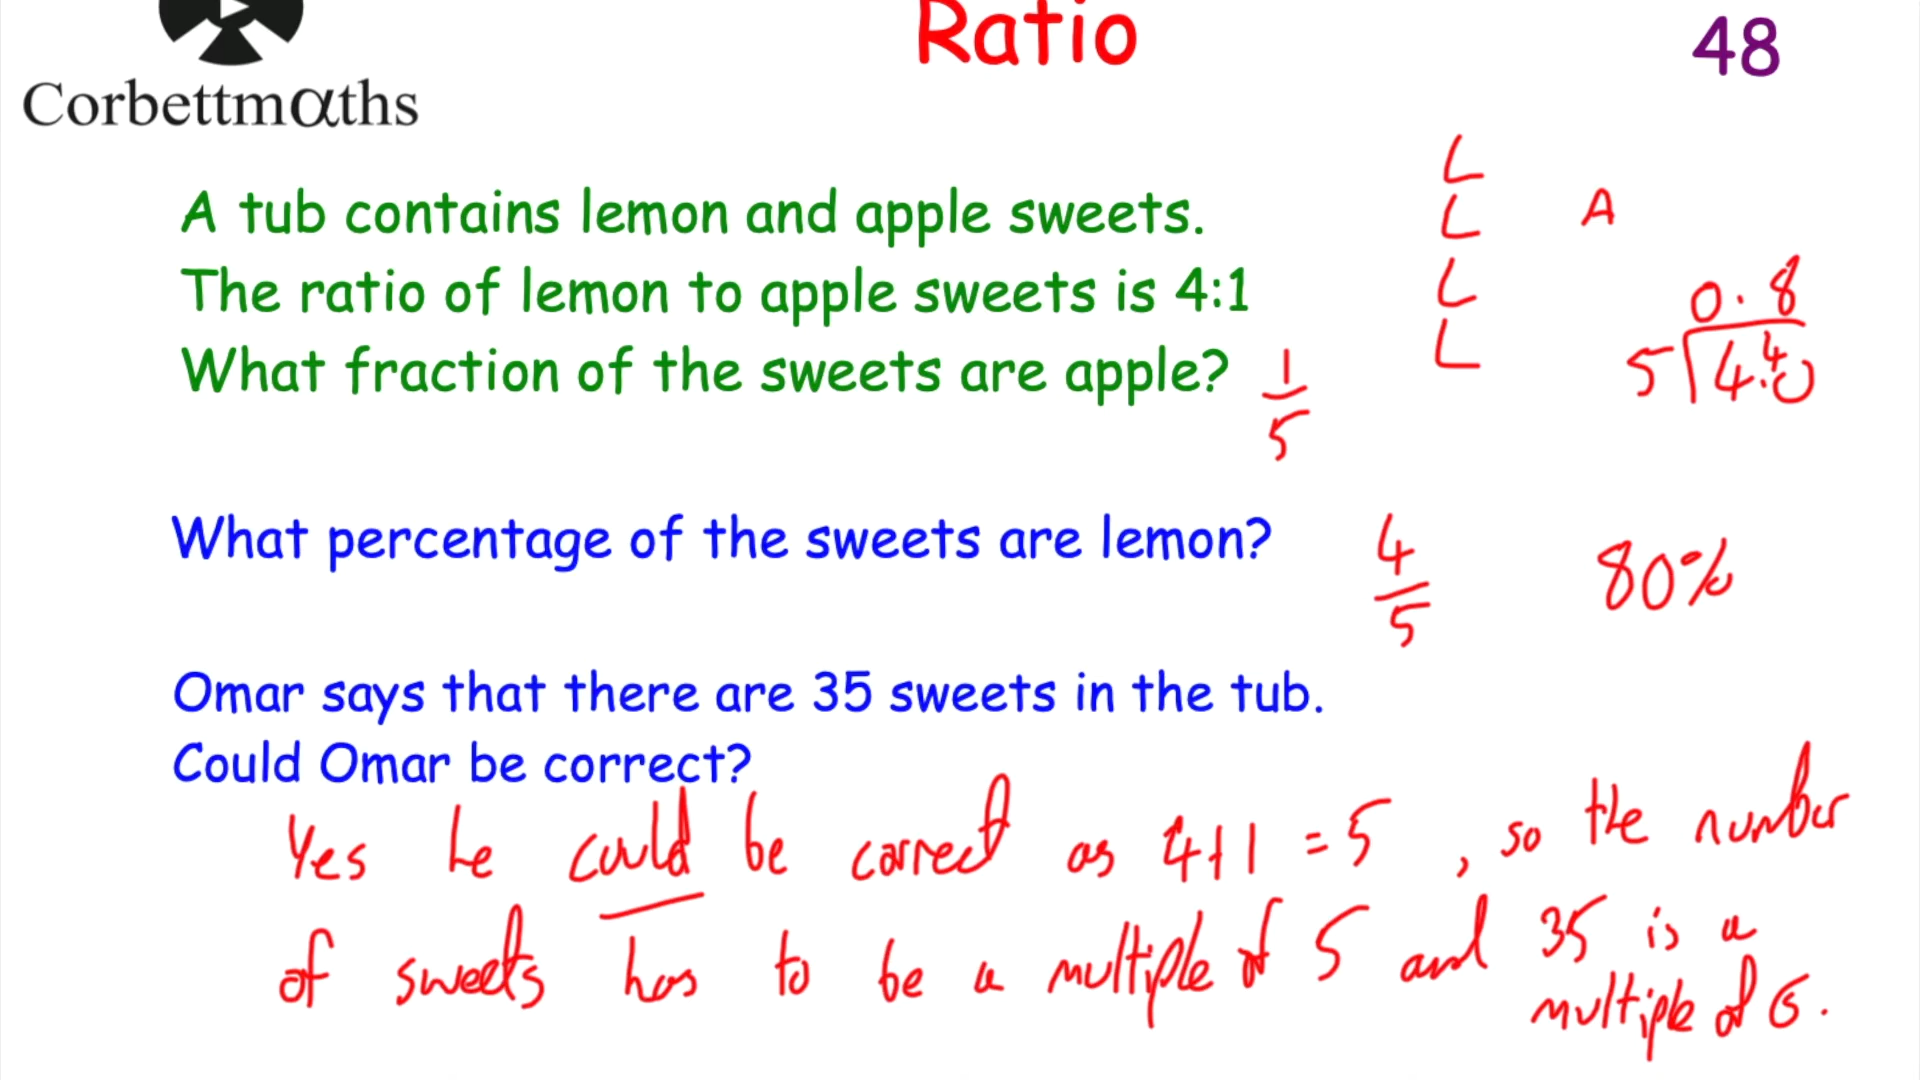 Ratio
48
Corbettmαths
A tub contains lemon and apple sweets.
The ratio of lemon to apple sweets is 4:1
What fraction of the sweets are apple?
1
5
L
L A
L
L
0.8
5 4.40
What percentage of the sweets are lemon?
4
5
80%
Omar says that there are 35 sweets in the tub.
Could Omar be correct?
Yes he could be correct as 4+1 = 5, so the number
of sweets has to be a multiple of 5 and 35 is a
multiple of 5.